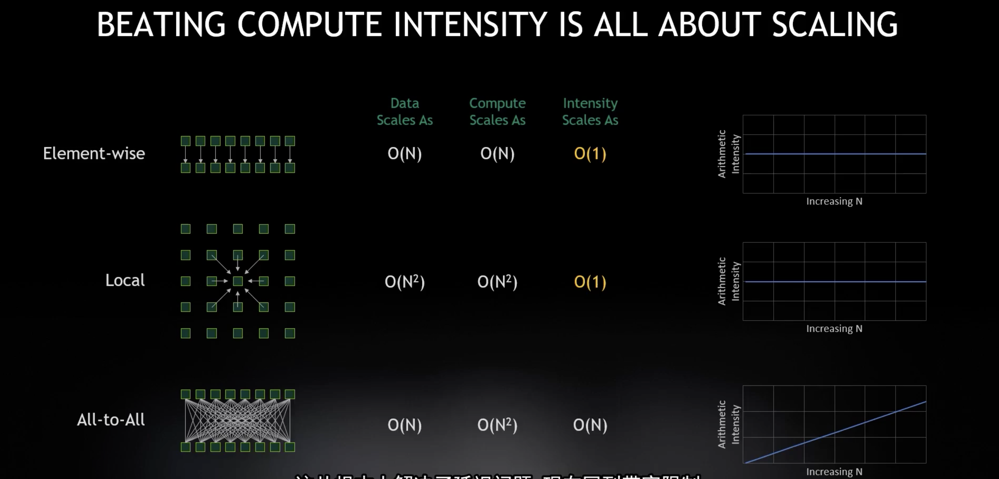 BEATING COMPUTE INTENSITY IS ALL ABOUT SCALING
Data Scales As
Compute Scales As
Intensity Scales As
Element-wise
O(N)
O(N)
O(1)
Arithmetic Intensity
Increasing N
Local
O(N²)
O(N²)
O(1)
Arithmetic Intensity
Increasing N
All-to-All
O(N)
O(N²)
O(N)
Arithmetic Intensity
Increasing N